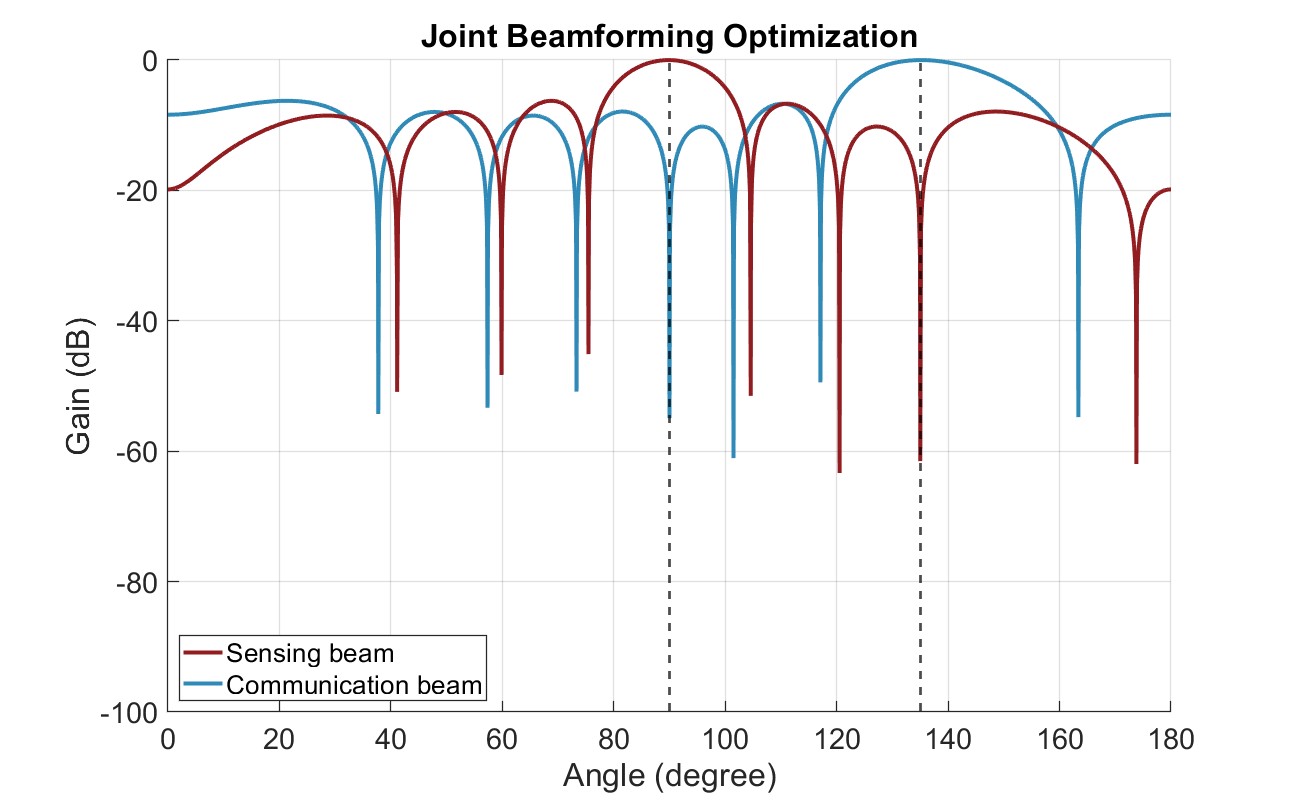 Joint Beamforming Optimization
0
-20
-40
-60
-80
-100
Gain (dB)
Sensing beam
Communication beam
0 20 40 60 80 100 120 140 160 180
Angle (degree)